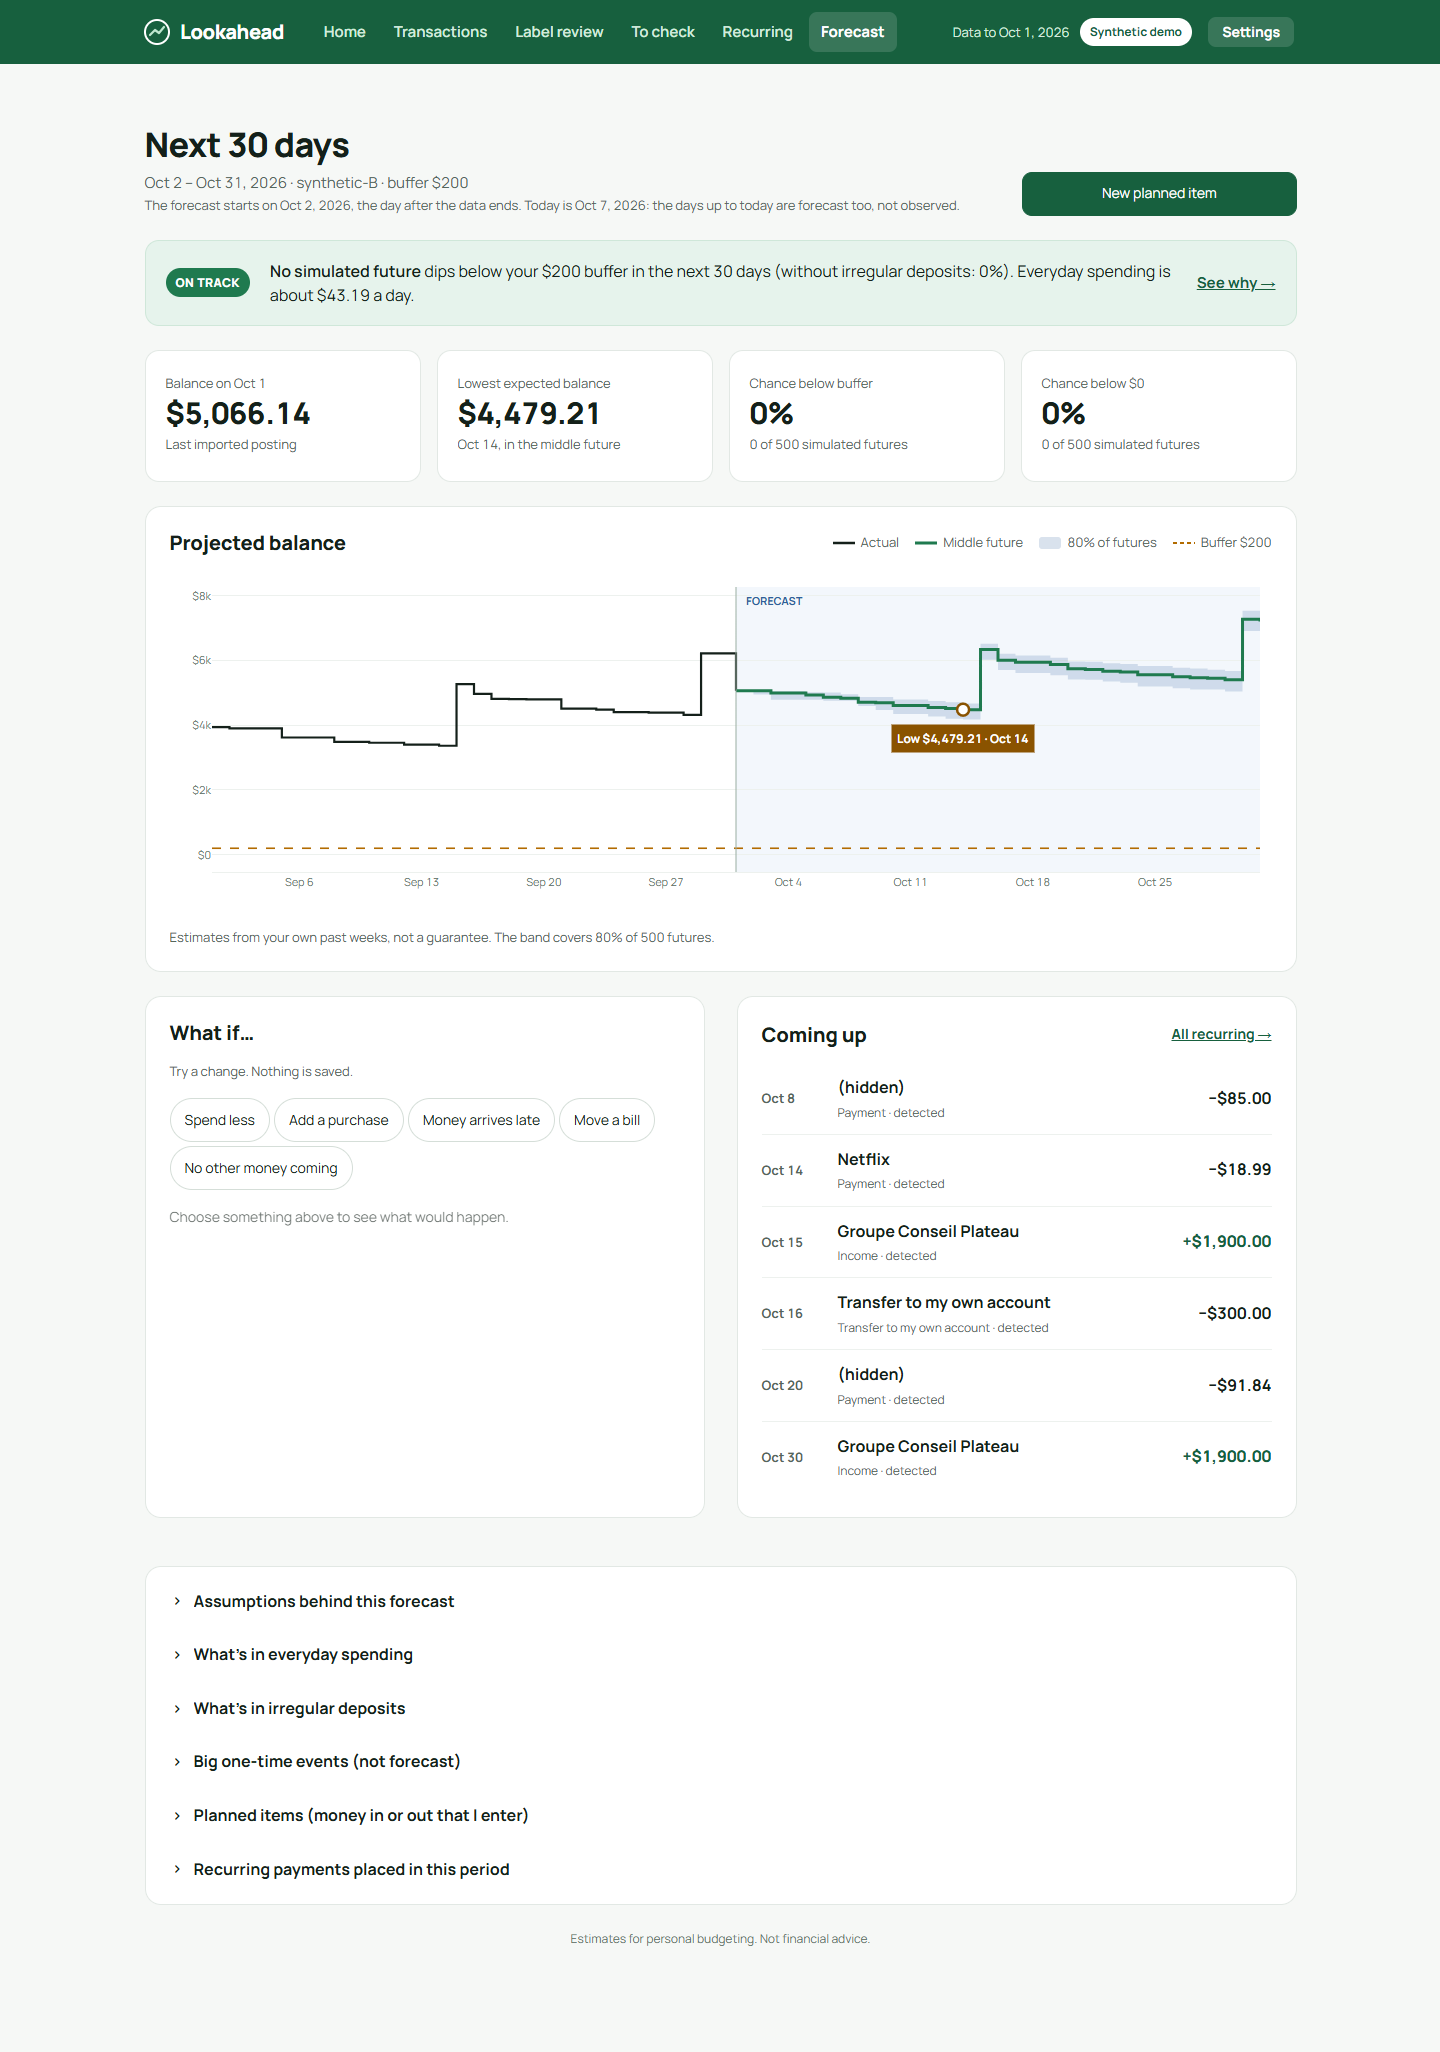 Lookahead
Home
Transactions
Label review
To check
Recurring
Forecast
Data to Oct 1, 2026
Synthetic demo
Settings
Next 30 days
Oct 2 – Oct 31, 2026 · synthetic-B · buffer $200
The forecast starts on Oct 2, 2026, the day after the data ends. Today is Oct 7, 2026: the days up to today are forecast too, not observed.
New planned item
ON TRACK
No simulated future dips below your $200 buffer in the next 30 days (without irregular deposits: 0%). Everyday spending is
about $43.19 a day.
See why →
Balance on Oct 1
$5,066.14
Last imported posting
Lowest expected balance
$4,479.21
Oct 14, in the middle future
Chance below buffer
0%
0 of 500 simulated futures
Chance below $0
0%
0 of 500 simulated futures
Projected balance
Actual
Middle future
80% of futures
Buffer $200
$8k
$6k
$4k
$2k
$0
FORECAST
Low $4,479.21 · Oct 14
Sep 6
Sep 13
Sep 20
Sep 27
Oct 4
Oct 11
Oct 18
Oct 25
Estimates from your own past weeks, not a guarantee. The band covers 80% of 500 futures.
What if…
Try a change. Nothing is saved.
Spend less
Add a purchase
Money arrives late
Move a bill
No other money coming
Choose something above to see what would happen.
Coming up
All recurring →
Oct 8
(hidden)
Payment · detected
−$85.00
Oct 14
Netflix
Payment · detected
−$18.99
Oct 15
Groupe Conseil Plateau
Income · detected
+$1,900.00
Oct 16
Transfer to my own account
Transfer to my own account · detected
−$300.00
Oct 20
(hidden)
Payment · detected
−$91.84
Oct 30
Groupe Conseil Plateau
Income · detected
+$1,900.00
Assumptions behind this forecast
What's in everyday spending
What's in irregular deposits
Big one-time events (not forecast)
Planned items (money in or out that I enter)
Recurring payments placed in this period
Estimates for personal budgeting. Not financial advice.